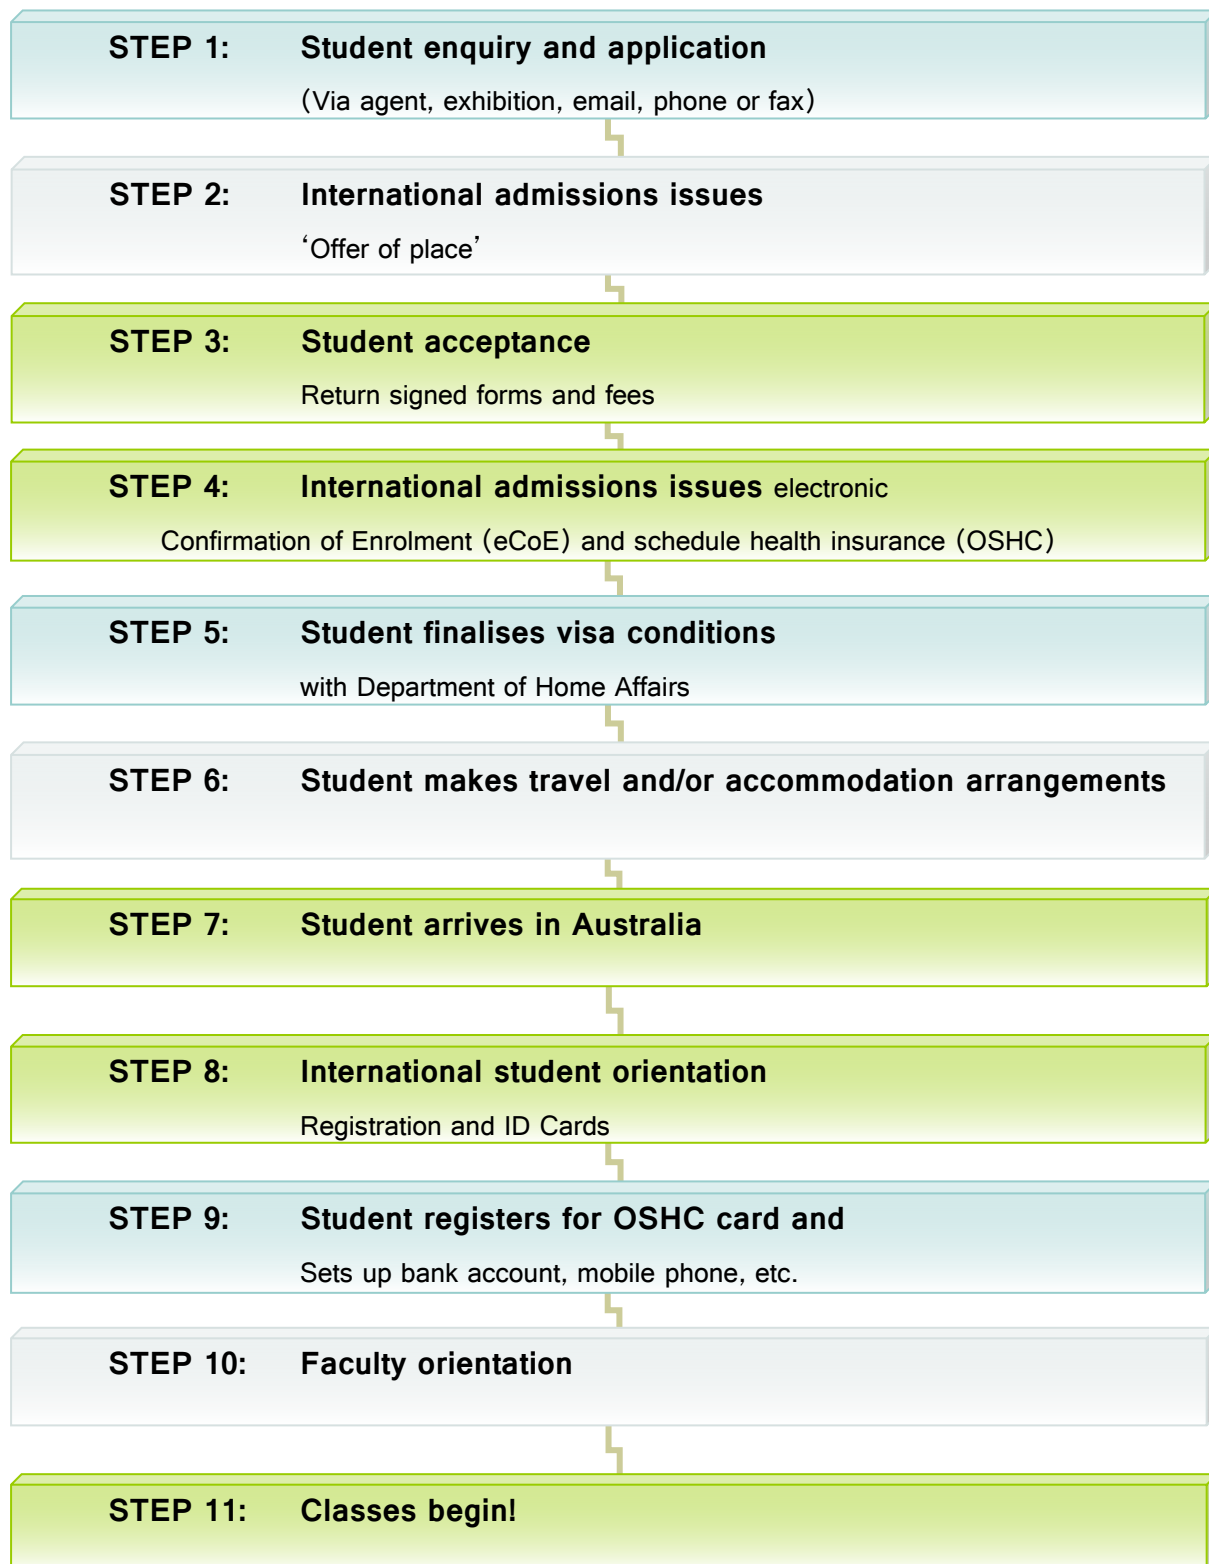 STEP 1: Student enquiry and application
(Via agent, exhibition, email, phone or fax)
STEP 2: International admissions issues
‘Offer of place’
STEP 3: Student acceptance
Return signed forms and fees
STEP 4: International admissions issues electronic
Confirmation of Enrolment (eCoE) and schedule health insurance (OSHC)
STEP 5: Student finalises visa conditions
with Department of Home Affairs
STEP 6: Student makes travel and/or accommodation arrangements
STEP 7: Student arrives in Australia
STEP 8: International student orientation
Registration and ID Cards
STEP 9: Student registers for OSHC card and
Sets up bank account, mobile phone, etc.
STEP 10: Faculty orientation
STEP 11: Classes begin!